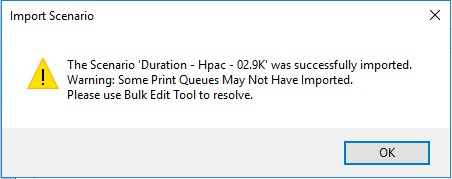 Import Scenario
The Scenario 'Duration - Hpac - 02.9K' was successfully imported.
Warning: Some Print Queues May Not Have Imported.
Please use Bulk Edit Tool to resolve.
OK